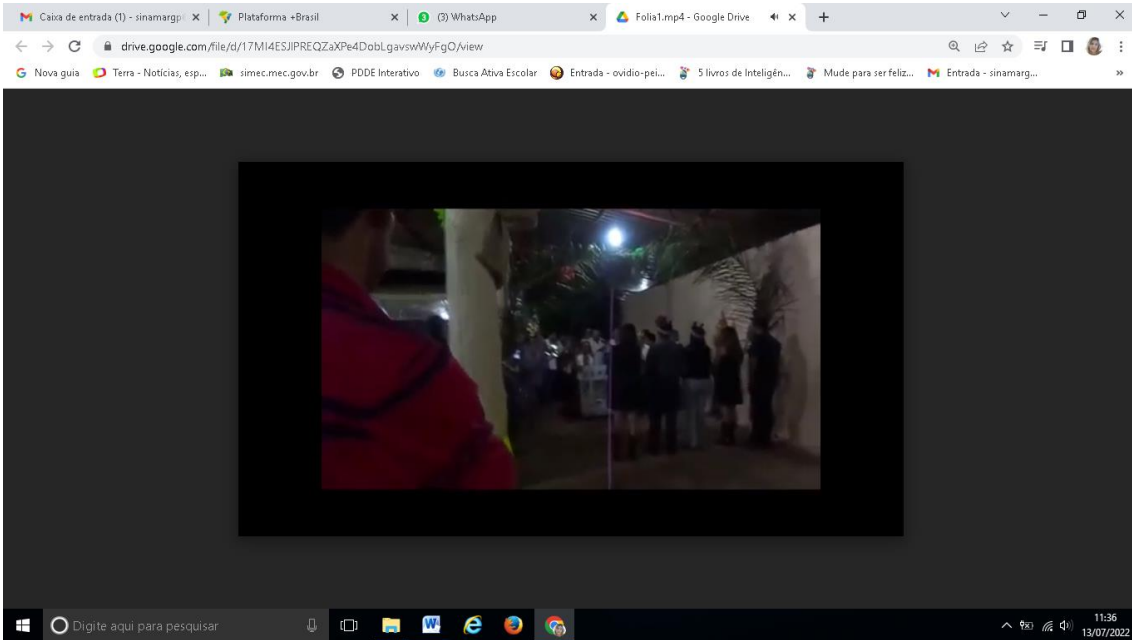 Caixa de entrada (1) - sinamargp
Plataforma +Brasil
3 (3) WhatsApp
Folia1.mp4 - Google Drive
drive.google.com/file/d/17MI4ESJIPREQZaXPe4DobLgavswWyFgO/view
Nova guia
Terra - Notícias, esp...
simec.mec.gov.br
PDDE Interativo
Busca Ativa Escolar
Entrada - ovidio-pei...
5 livros de Inteligên...
Mude para ser feliz...
Entrada - sinamarg...
Digite aqui para pesquisar
11:36
13/07/2022